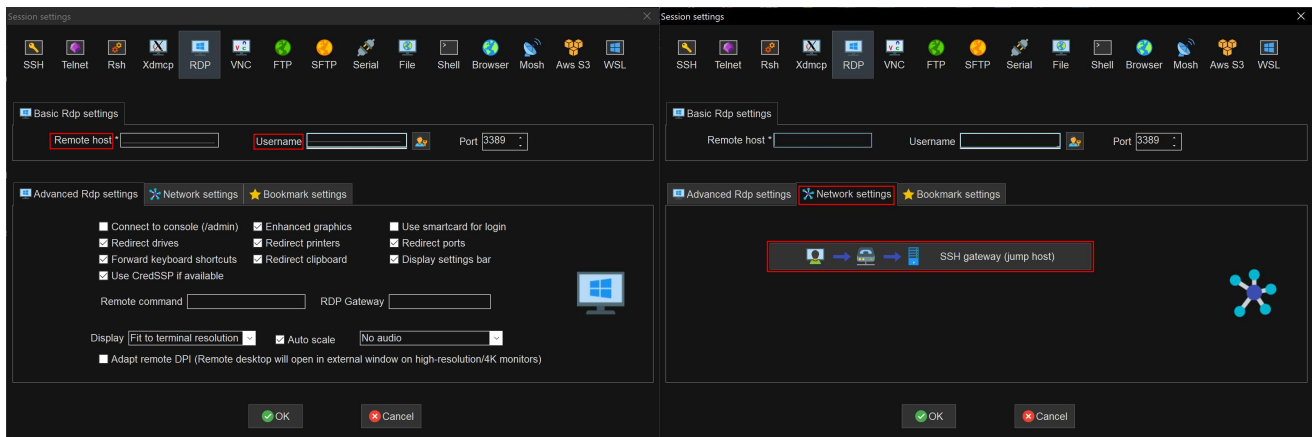 Session settings
SSH Telnet Rsh Xdmcp RDP VNC FTP SFTP Serial File Shell Browser Mosh Aws S3 WSL
Basic Rdp settings
Remote host * Username Port 3389
Advanced Rdp settings Network settings Bookmark settings
Connect to console (/admin) Enhanced graphics Use smartcard for login
Redirect drives Redirect printers Redirect ports
Forward keyboard shortcuts Redirect clipboard Display settings bar
Use CredSSP if available
Remote command RDP Gateway
Display Fit to terminal resolution Auto scale No audio
Adapt remote DPI (Remote desktop will open in external window on high-resolution/4K monitors)
OK Cancel
Session settings
SSH Telnet Rsh Xdmcp RDP VNC FTP SFTP Serial File Shell Browser Mosh Aws S3 WSL
Basic Rdp settings
Remote host * Username Port 3389
Advanced Rdp settings Network settings Bookmark settings
SSH gateway (jump host)
OK Cancel